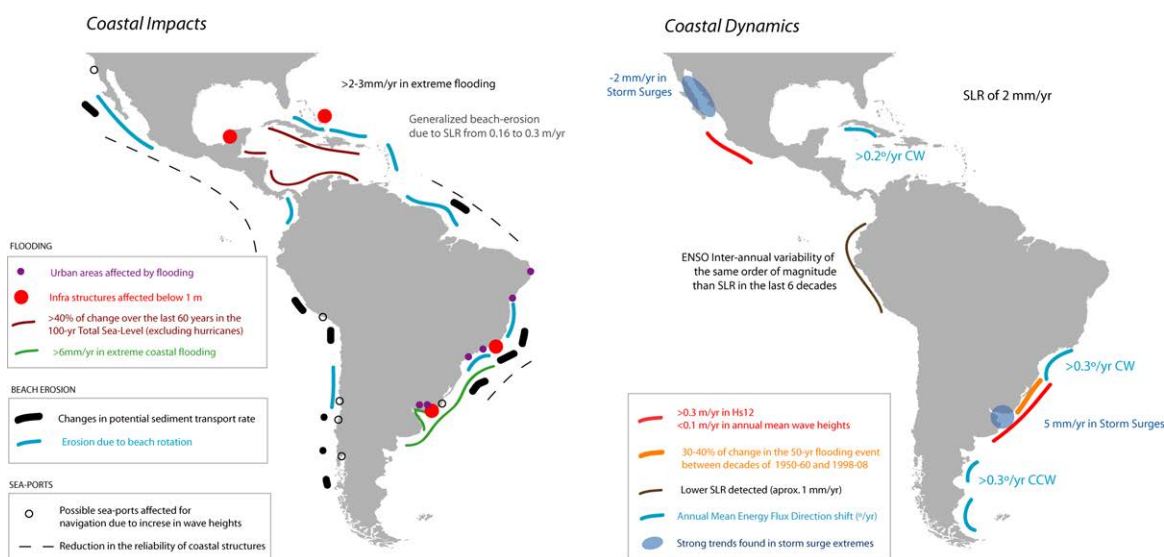 Coastal Impacts
>2-3mm/yr in extreme flooding
Generalized beach-erosion
due to SLR from 0.16 to 0.3 m/yr
FLOODING
Urban areas affected by flooding
Infra structures affected below 1 m
>40% of change over the last 60 years in the
100-yr Total Sea-Level (excluding hurricanes)
>6mm/yr in extreme coastal flooding
BEACH EROSION
Changes in potential sediment transport rate
Erosion due to beach rotation
SEA-PORTS
Possible sea-ports affected for
navigation due to increse in wave heights
Reduction in the reliability of coastal structures
Coastal Dynamics
-2 mm/yr in
Storm Surges
SLR of 2 mm/yr
>0.2º/yr CW
ENSO Inter-annual variability of
the same order of magnitude
than SLR in the last 6 decades
>0.3º/yr CW
5 mm/yr in Storm Surges
>0.3º/yr CCW
>0.3 m/yr in Hs12
<0.1 m/yr in annual mean wave heights
30-40% of change in the 50-yr flooding event
between decades of 1950-60 and 1998-08
Lower SLR detected (aprox. 1 mm/yr)
Annual Mean Energy Flux Direction shift (º/yr)
Strong trends found in storm surge extremes